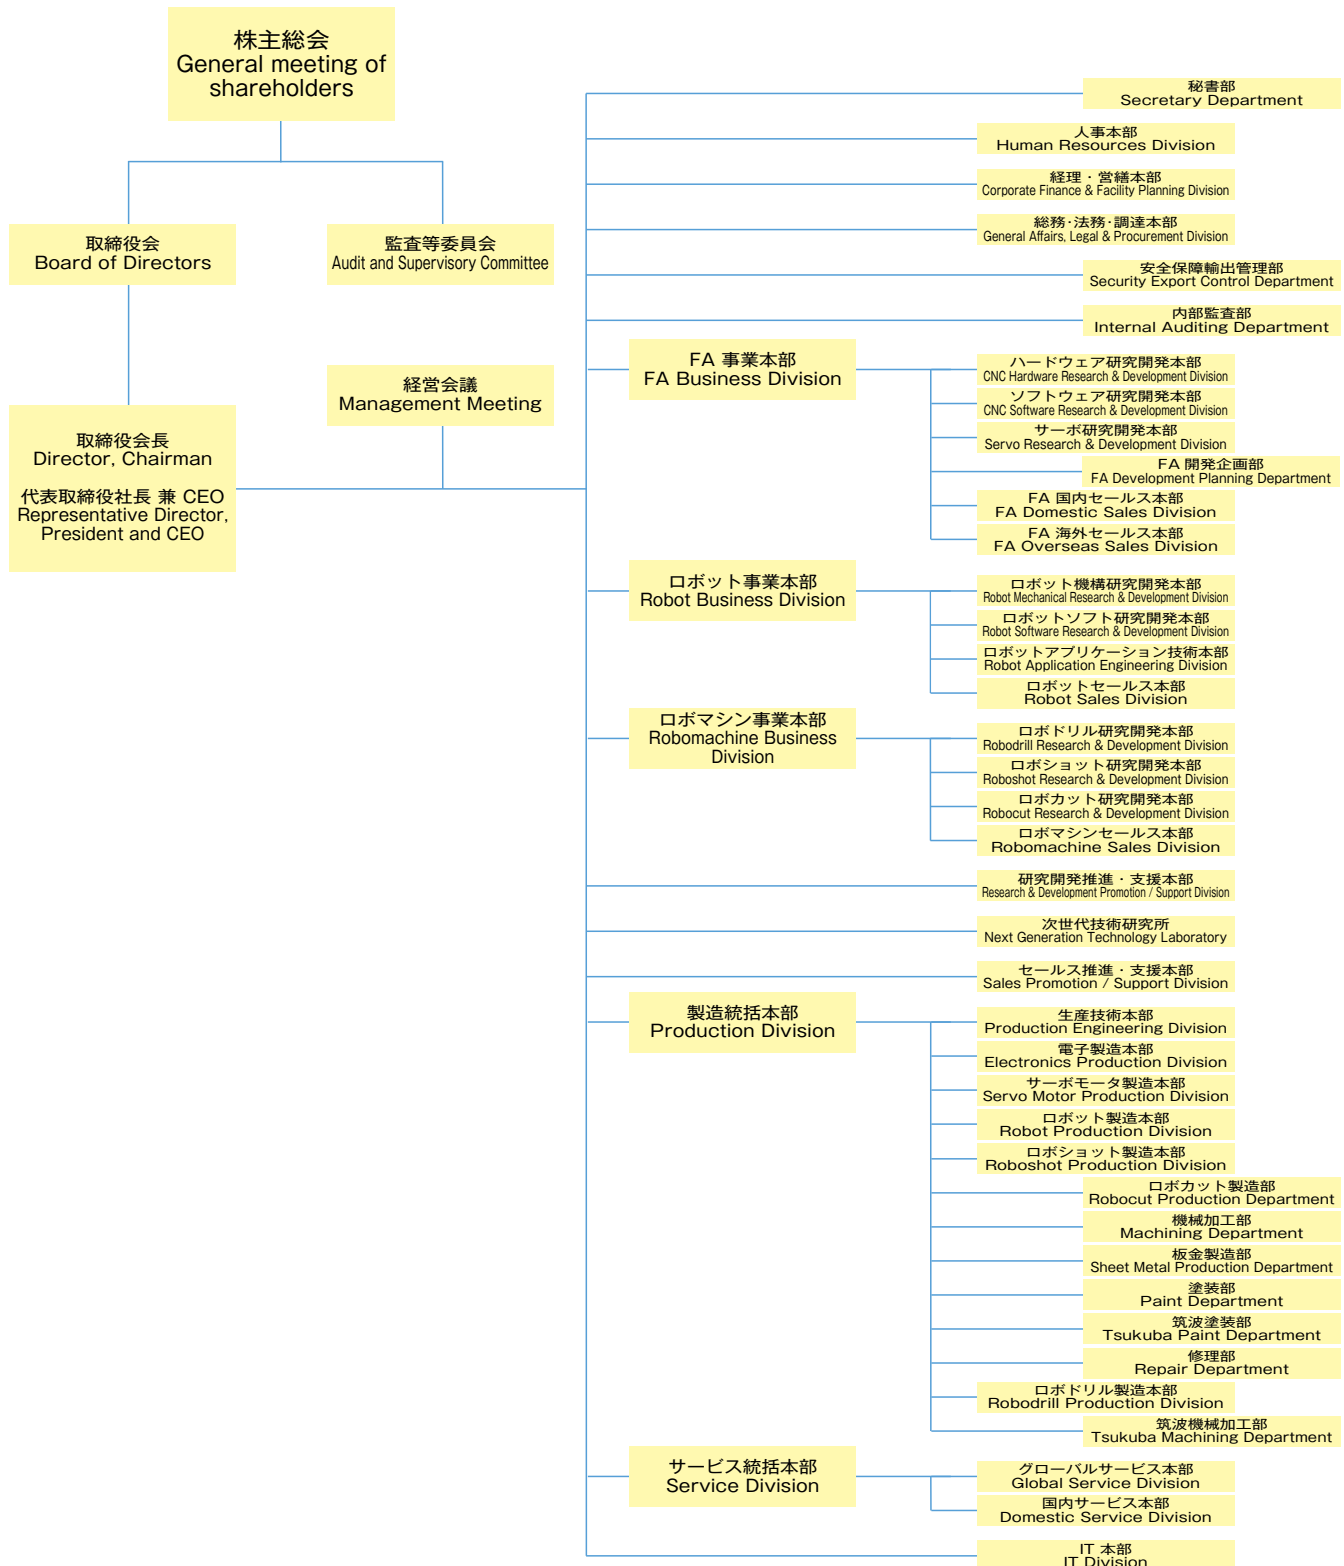 株主総会
General meeting of
shareholders
取締役会
Board of Directors
監査等委員会
Audit and Supervisory Committee
経営会議
Management Meeting
取締役会長
Director, Chairman
代表取締役社長 兼 CEO
Representative Director,
President and CEO
秘書部
Secretary Department
人事本部
Human Resources Division
経理・営繕本部
Corporate Finance & Facility Planning Division
総務・法務・調達本部
General Affairs, Legal & Procurement Division
安全保障輸出管理部
Security Export Control Department
内部監査部
Internal Auditing Department
FA 事業本部
FA Business Division
ハードウェア研究開発本部
CNC Hardware Research & Development Division
ソフトウェア研究開発本部
CNC Software Research & Development Division
サーボ研究開発本部
Servo Research & Development Division
FA 開発企画部
FA Development Planning Department
FA 国内セールス本部
FA Domestic Sales Division
FA 海外セールス本部
FA Overseas Sales Division
ロボット事業本部
Robot Business Division
ロボット機構研究開発本部
Robot Mechanical Research & Development Division
ロボットソフト研究開発本部
Robot Software Research & Development Division
ロボットアプリケーション技術本部
Robot Application Engineering Division
ロボットセールス本部
Robot Sales Division
ロボマシン事業本部
Robomachine Business
Division
ロボドリル研究開発本部
Robodrill Research & Development Division
ロボショット研究開発本部
Roboshot Research & Development Division
ロボカット研究開発本部
Robocut Research & Development Division
ロボマシンセールス本部
Robomachine Sales Division
研究開発推進・支援本部
Research & Development Promotion / Support Division
次世代技術研究所
Next Generation Technology Laboratory
セールス推進・支援本部
Sales Promotion / Support Division
製造統括本部
Production Division
生産技術本部
Production Engineering Division
電子製造本部
Electronics Production Division
サーボモータ製造本部
Servo Motor Production Division
ロボット製造本部
Robot Production Division
ロボショット製造本部
Roboshot Production Division
ロボカット製造部
Robocut Production Department
機械加工部
Machining Department
板金製造部
Sheet Metal Production Department
塗装部
Paint Department
筑波塗装部
Tsukuba Paint Department
修理部
Repair Department
ロボドリル製造本部
Robodrill Production Division
筑波機械加工部
Tsukuba Machining Department
サービス統括本部
Service Division
グローバルサービス本部
Global Service Division
国内サービス本部
Domestic Service Division
IT 本部
IT Division